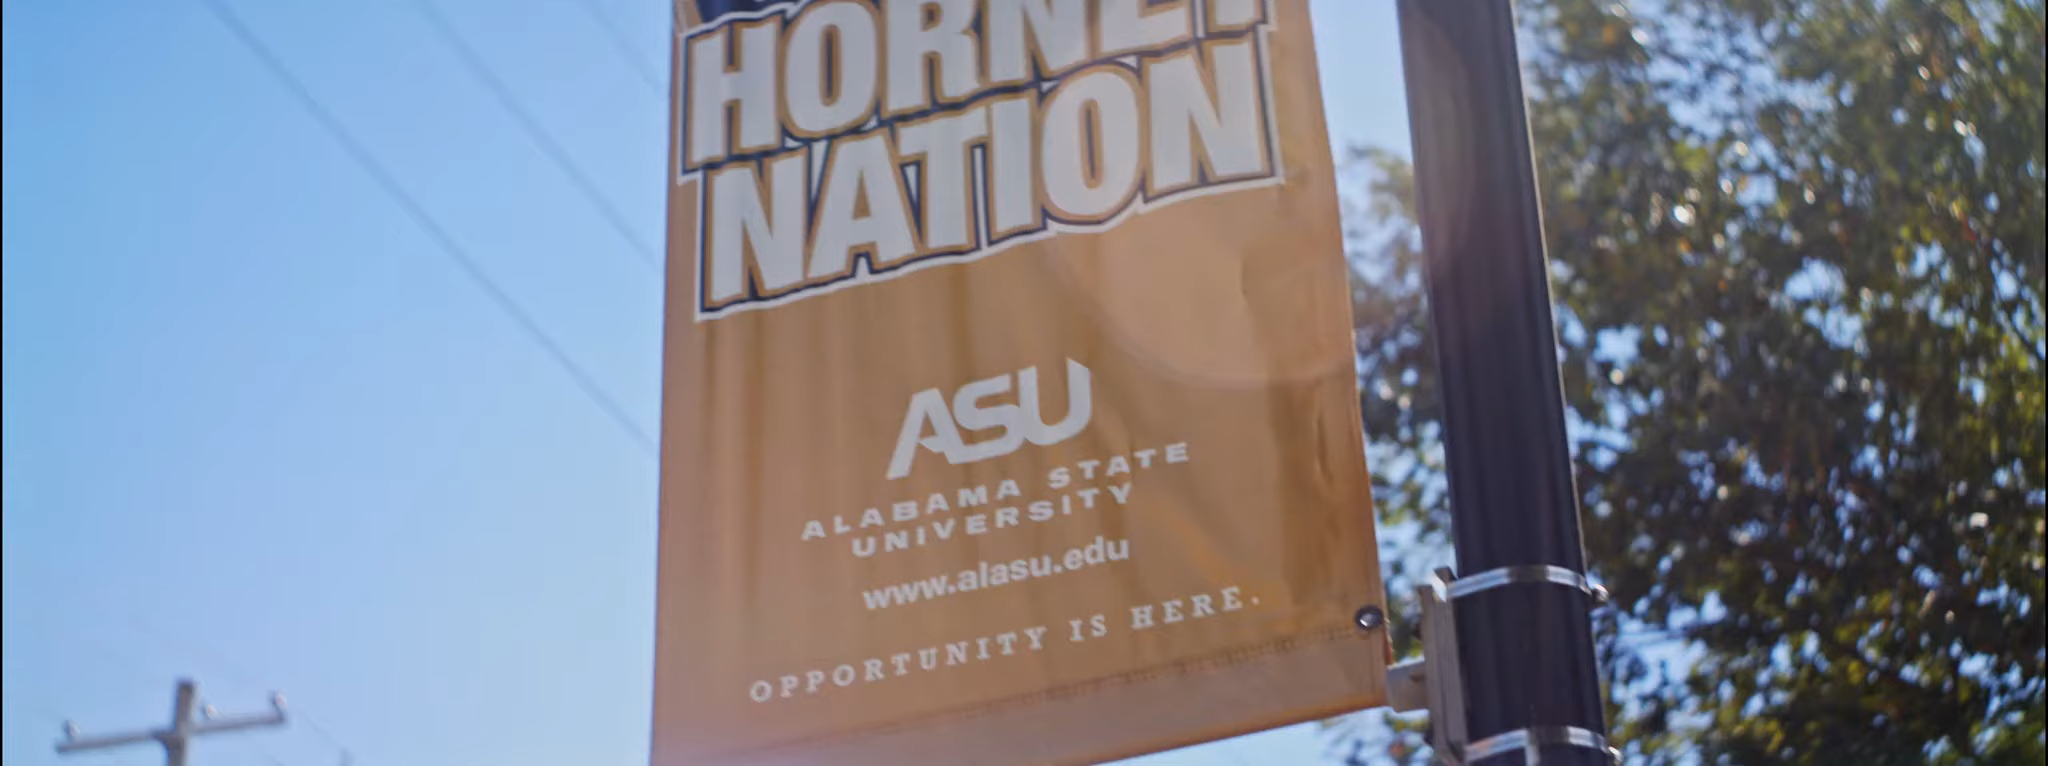 HORNET
NATION
ASU
ALABAMA STATE
UNIVERSITY
www.alasu.edu
OPPORTUNITY IS HERE.